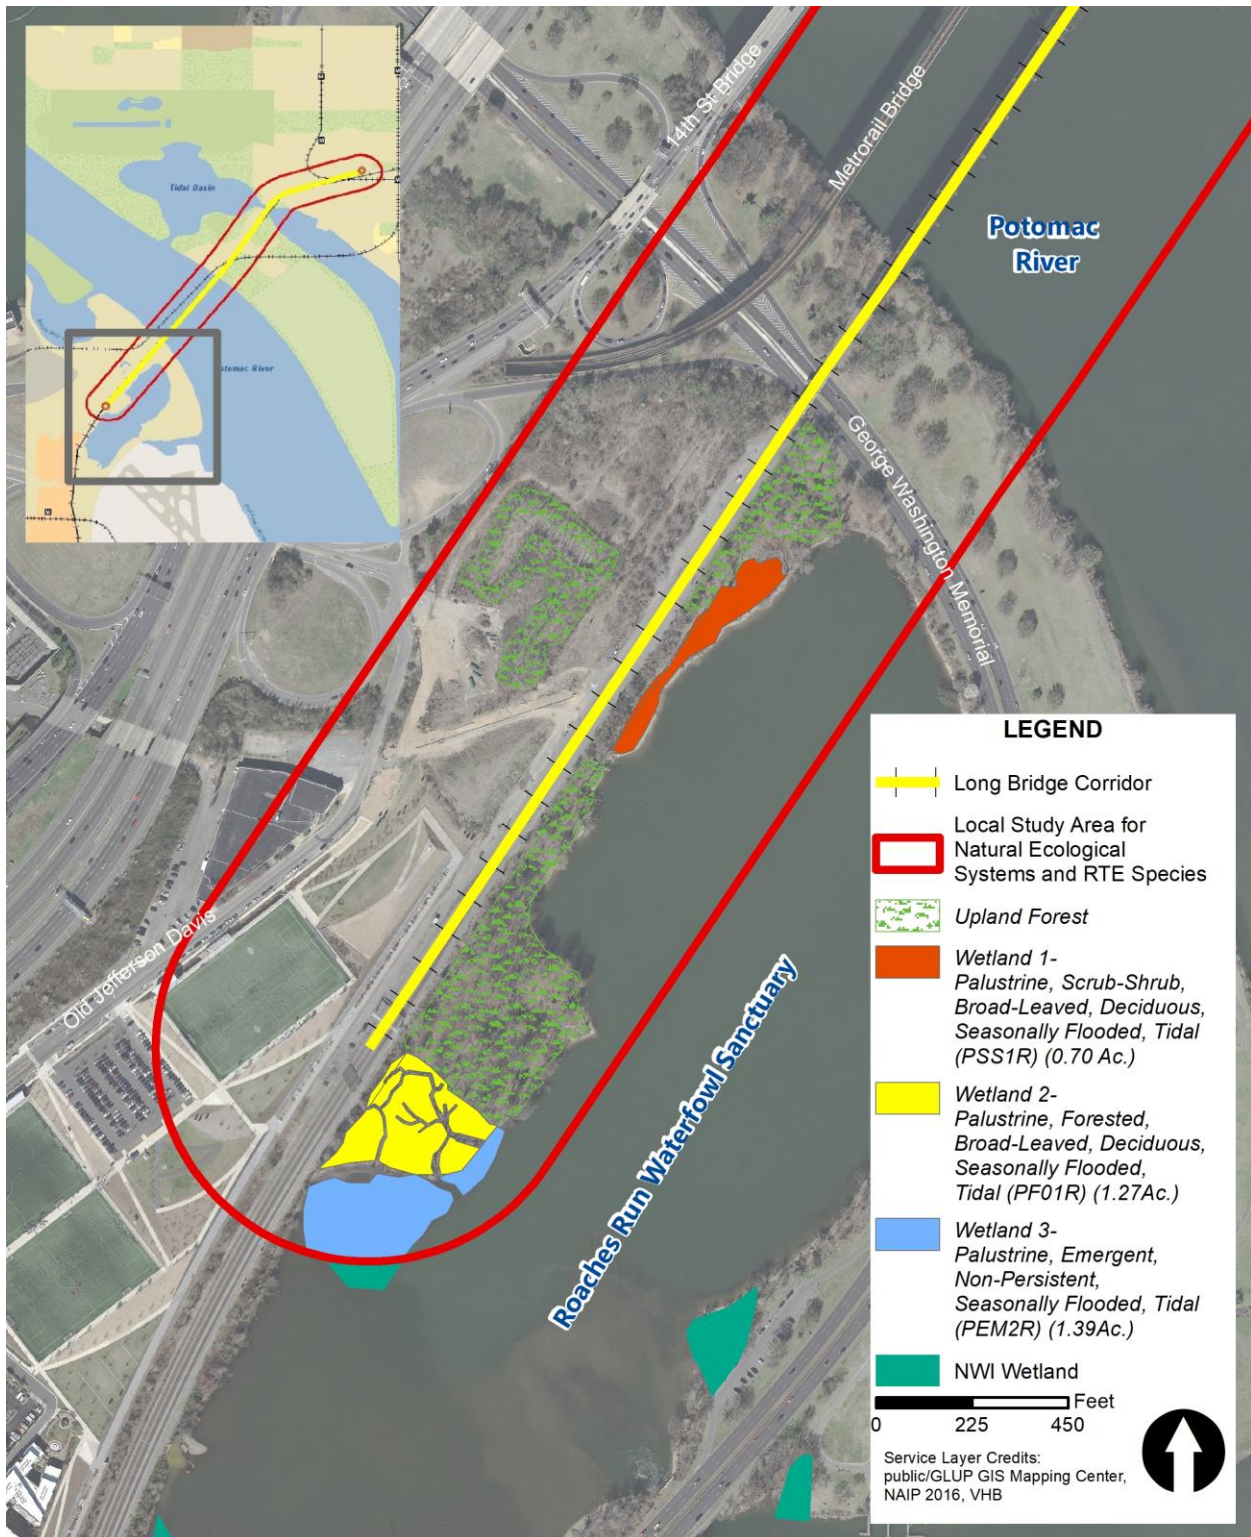 Tidal Basin
Potomac River
14th St Bridge
Metrorail Bridge
Potomac
River
George Washington Memorial
Old Jefferson Davis
Roaches Run Waterfowl Sanctuary
LEGEND
Long Bridge Corridor
Local Study Area for
Natural Ecological
Systems and RTE Species
Upland Forest
Wetland 1-
Palustrine, Scrub-Shrub,
Broad-Leaved, Deciduous,
Seasonally Flooded, Tidal
(PSS1R) (0.70 Ac.)
Wetland 2-
Palustrine, Forested,
Broad-Leaved, Deciduous,
Seasonally Flooded,
Tidal (PF01R) (1.27Ac.)
Wetland 3-
Palustrine, Emergent,
Non-Persistent,
Seasonally Flooded, Tidal
(PEM2R) (1.39Ac.)
NWI Wetland
Feet
0 225 450
Service Layer Credits:
public/GLUP GIS Mapping Center,
NAIP 2016, VHB